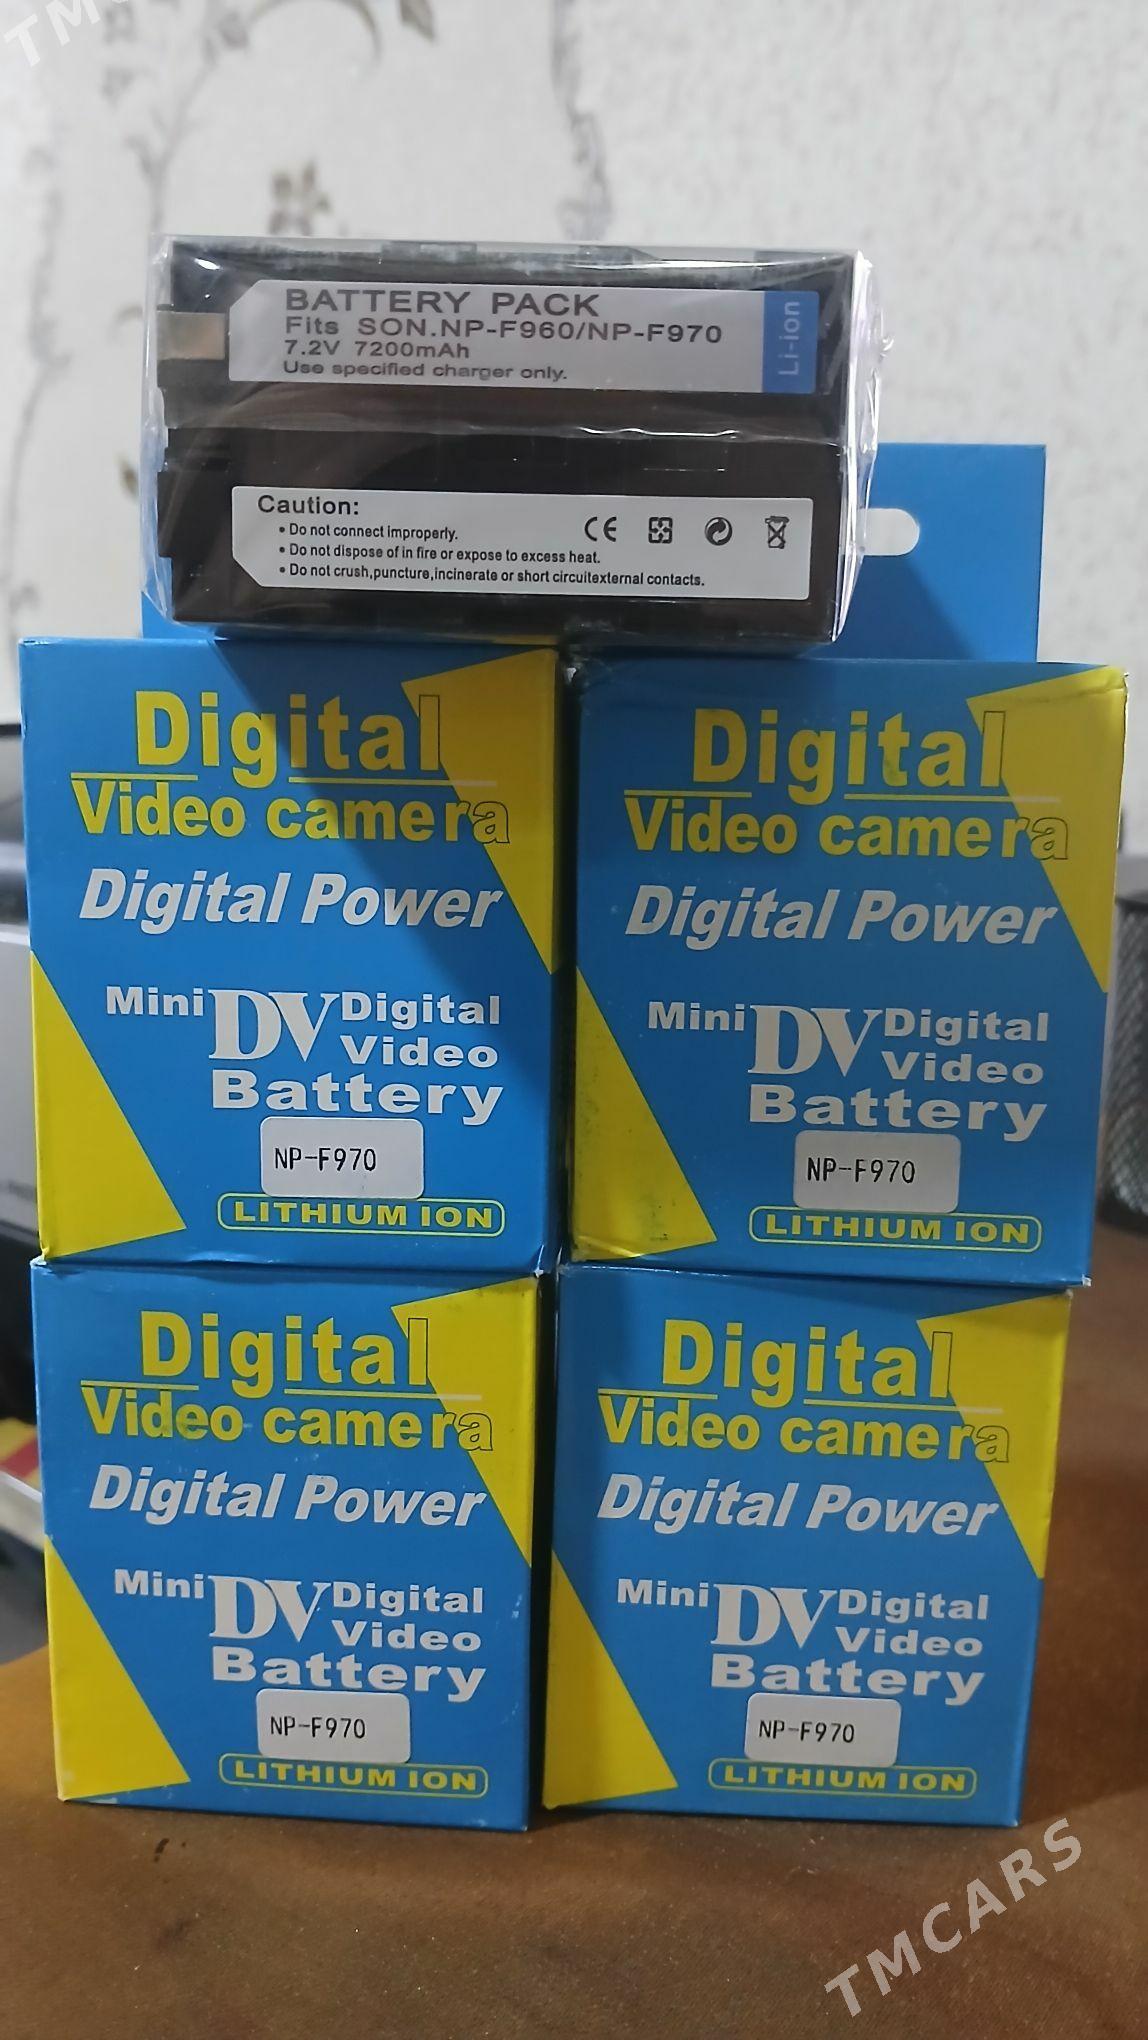 TM
BATTERY PACK
Fits SON.NP-F960/NP-F970
7.2V 7200mAh
Use specified charger only.
Li-ion
Caution:
• Do not connect improperly.
• Do not dispose of in fire or expose to excess heat.
• Do not crush,puncture,incinerate or short circuitexternal contacts.
CE
Digital
Video camera
Digital Power
Mini DV Digital
Video
Battery
NP-F970
LITHIUM ION
Digital
Video camera
Digital Power
Mini DV Digital
Video
Battery
NP-F970
LITHIUM ION
Digital
Video camera
Digital Power
Mini DV Digital
Video
Battery
NP-F970
LITHIUM ION
Digital
Video camera
Digital Power
Mini DV Digital
Video
Battery
NP-F970
LITHIUM ION
TMCARS